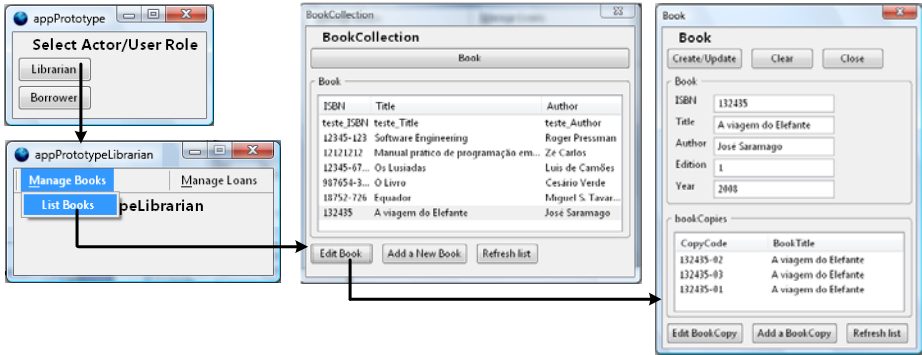 appPrototype
Select Actor/User Role
Librarian
Borrower
appPrototypeLibrarian
Manage Books
Manage Loans
List Books
peLibrarian
BookCollection
BookCollection
Book
Book
ISBN Title Author
teste_ISBN teste_Title teste_Author
12345-123 Software Engineering Roger Pressman
12121212 Manual prático de programação em... Zé Carlos
12345-67... Os Lusiadas Luis de Camões
987654-3... O Livro Cesário Verde
18752-726 Equador Miguel S. Tavar...
132435 A viagem do Elefante José Saramago
Edit Book Add a New Book Refresh list
Book
Book
Create/Update Clear Close
Book
ISBN 132435
Title A viagem do Elefante
Author José Saramago
Edition 1
Year 2008
bookCopies
CopyCode BookTitle
132435-02 A viagem do Elefante
132435-03 A viagem do Elefante
132435-01 A viagem do Elefante
Edit BookCopy Add a BookCopy Refresh list